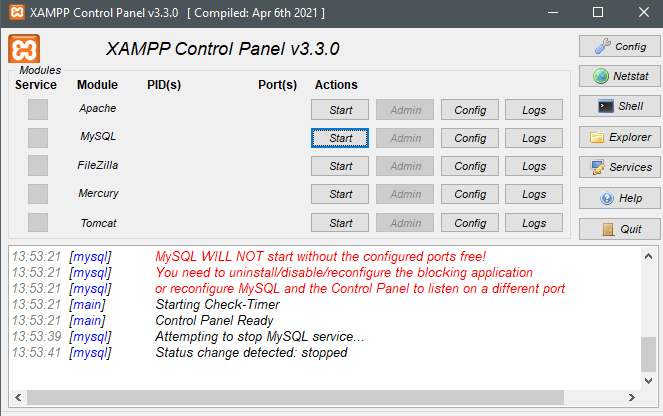 XAMPP Control Panel v3.3.0 [ Compiled: Apr 6th 2021 ]
XAMPP Control Panel v3.3.0
Config
Modules
Service Module PID(s) Port(s) Actions
Netstat
Apache Start Admin Config Logs
Shell
MySQL Start Admin Config Logs
Explorer
FileZilla Start Admin Config Logs
Services
Mercury Start Admin Config Logs
Help
Tomcat Start Admin Config Logs
Quit
13:53:21 [mysql] MySQL WILL NOT start without the configured ports free!
13:53:21 [mysql] You need to uninstall/disable/reconfigure the blocking application
13:53:21 [mysql] or reconfigure MySQL and the Control Panel to listen on a different port
13:53:21 [main] Starting Check-Timer
13:53:21 [main] Control Panel Ready
13:53:39 [mysql] Attempting to stop MySQL service...
13:53:41 [mysql] Status change detected: stopped